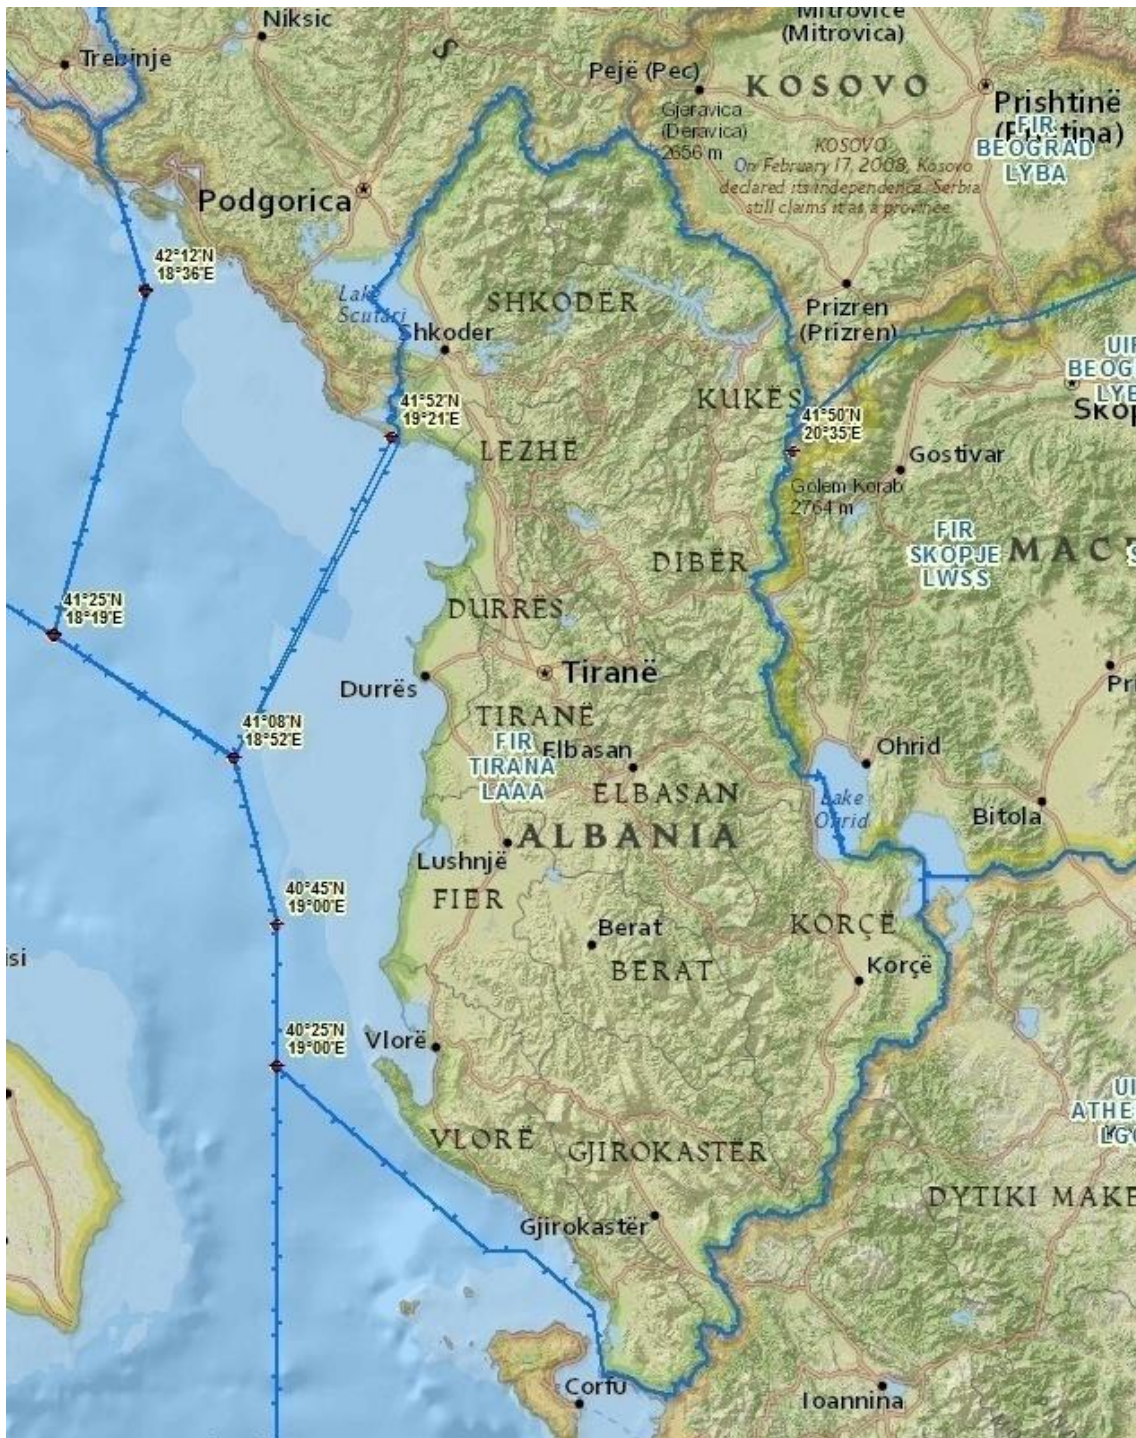 Niksic
Mitrovicë
(Mitrovica)
Trebinje
Pejë (Pec)
KOSOVO
Gjeravica
(Deravica)
2656 m
Prishtinë
FIR
BEOGRAD
LYBA
KOSOVO
On February 17, 2008, Kosovo
declared its independence. Serbia
still claims it as a province.
Podgorica
42°12'N
18°36'E
Lake
Scutari
SHKODËR
Prizren
(Prizren)
Shkoder
BEOG
KUKËS
41°52'N
19°21'E
41°50'N
20°35'E
LEZHË
Gostivar
Golem Korab
2764 m
FIR
SKOPJE
LWSS
DIBËR
41°25'N
18°19'E
DURRËS
Tiranë
Durrës
TIRANË
41°08'N
18°52'E
FIR
TIRANA
LAAA
Elbasan
Ohrid
ELBASAN
Lake
Ohrid
Bitola
ALBANIA
Lushnjë
FIER
40°45'N
19°00'E
Berat
KORÇË
BERAT
Korçë
40°25'N
19°00'E
Vlorë
ATHE
VLORË
GJIROKASTËR
DYTIKI MAKE
Gjirokastër
Corfu
Ioannina